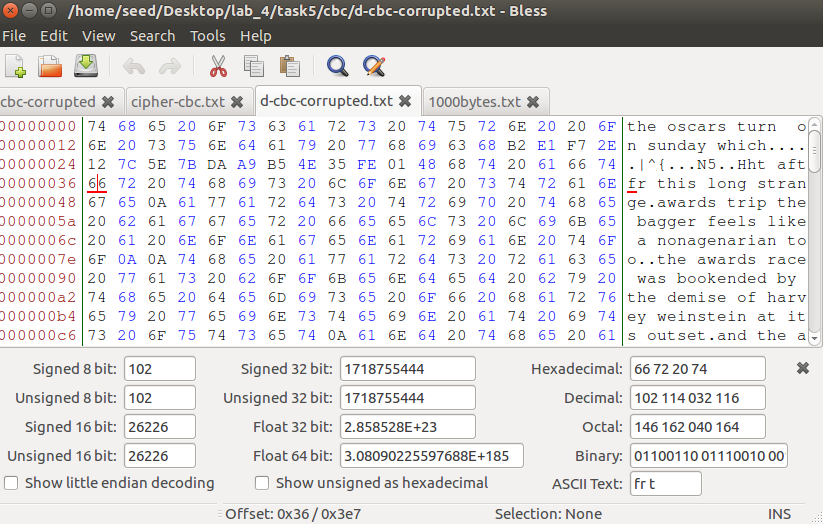 /home/seed/Desktop/lab_4/task5/cbc/d-cbc-corrupted.txt - Bless
File Edit View Search Tools Help
cbc-corrupted cipher-cbc.txt d-cbc-corrupted.txt 1000bytes.txt
00000000 74 68 65 20 6F 73 63 61 72 73 20 74 75 72 6E 20 20 6F the oscars turn  o
00000012 6E 20 73 75 6E 64 61 79 20 77 68 69 63 68 B2 E1 F7 2E n sunday which....
00000024 12 7C 5E 7B DA A9 B5 4E 35 FE 01 48 68 74 20 61 66 74 .|^{...N5..Hht aft
00000036 66 72 20 74 68 69 73 20 6C 6F 6E 67 20 73 74 72 61 6E fr this long stran
00000048 67 65 0A 61 77 61 72 64 73 20 74 72 69 70 20 74 68 65 ge.awards trip the
0000005a 20 62 61 67 67 65 72 20 66 65 65 6C 73 20 6C 69 6B 65 bagger feels like
0000006c 20 61 20 6E 6F 6E 61 67 65 6E 61 72 69 61 6E 20 74 6F a nonagenarian to
0000007e 6F 0A 0A 74 68 65 20 61 77 61 72 64 73 20 72 61 63 65 o..the awards race
00000090 20 77 61 73 20 62 6F 6F 6B 65 6E 64 65 64 20 62 79 20 was bookended by
000000a2 74 68 65 20 64 65 6D 69 73 65 20 6F 66 20 68 61 72 76 the demise of harv
000000b4 65 79 20 77 65 69 6E 73 74 65 69 6E 20 61 74 20 69 74 ey weinstein at it
000000c6 73 20 6F 75 74 73 65 74 0A 61 6E 64 20 74 68 65 20 61 s outset.and the a
Signed 8 bit: 102 Signed 32 bit: 1718755444 Hexadecimal: 66 72 20 74
Unsigned 8 bit: 102 Unsigned 32 bit: 1718755444 Decimal: 102 114 032 116
Signed 16 bit: 26226 Float 32 bit: 2.858528E+23 Octal: 146 162 040 164
Unsigned 16 bit: 26226 Float 64 bit: 3.08090225597688E+185 Binary: 01100110 01110010 00
Show little endian decoding Show unsigned as hexadecimal ASCII Text: fr t
Offset: 0x36 / 0x3e7 Selection: None INS